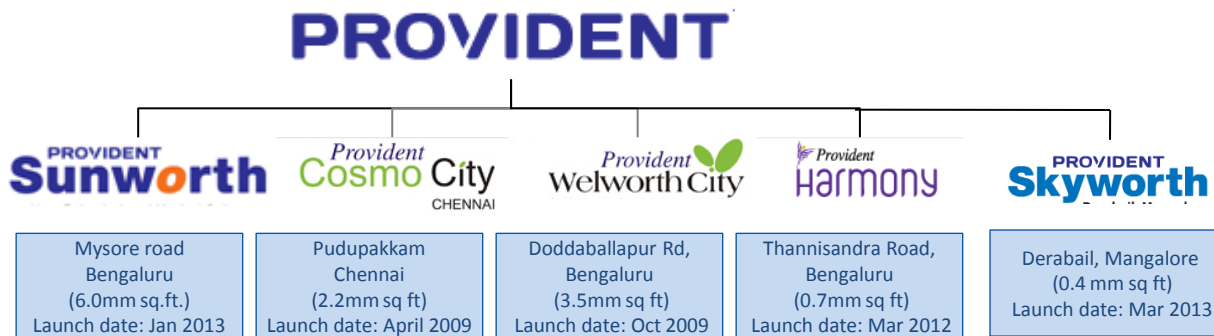 PROVIDENT
PROVIDENT
Sunworth
Provident
Cosmo City
CHENNAI
Provident
Welworth City
Provident
Harmony
PROVIDENT
Skyworth
Mysore road
Bengaluru
(6.0mm sq.ft.)
Launch date: Jan 2013
Pudupakkam
Chennai
(2.2mm sq ft)
Launch date: April 2009
Doddaballapur Rd,
Bengaluru
(3.5mm sq ft)
Launch date: Oct 2009
Thannisandra Road,
Bengaluru
(0.7mm sq ft)
Launch date: Mar 2012
Derabail, Mangalore
(0.4 mm sq ft)
Launch date: Mar 2013